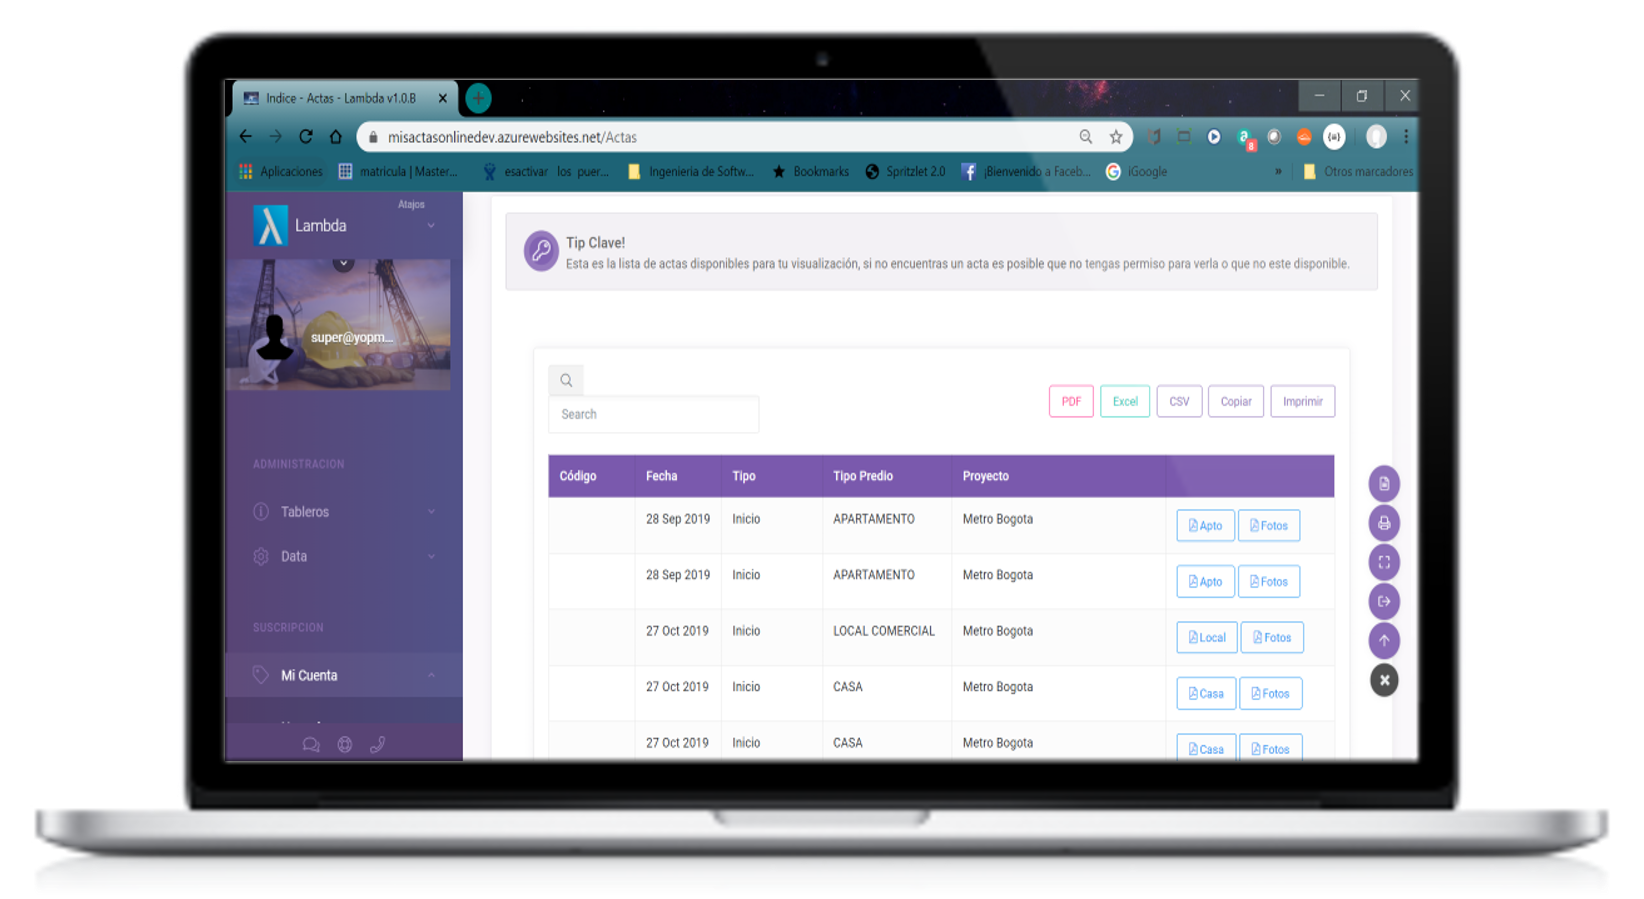 Indice - Actas - Lambda v1.0.B
misactasonlinedev.azurewebsites.net/Actas
8
Aplicaciones matricula | Master... esactivar los puer... Ingenieria de Softw... Bookmarks Spritzlet 2.0 ¡Bienvenido a Faceb... iGoogle » Otros marcadores
Atajos
Lambda
super@yopm...
ADMINISTRACION
Tableros
Data
SUSCRIPCION
Mi Cuenta
Tip Clave!
Esta es la lista de actas disponibles para tu visualización, si no encuentras un acta es posible que no tengas permiso para verla o que no este disponible.
Search
PDF Excel CSV Copiar Imprimir
Código Fecha Tipo Tipo Predio Proyecto
28 Sep 2019 Inicio APARTAMENTO Metro Bogota Apto Fotos
28 Sep 2019 Inicio APARTAMENTO Metro Bogota Apto Fotos
27 Oct 2019 Inicio LOCAL COMERCIAL Metro Bogota Local Fotos
27 Oct 2019 Inicio CASA Metro Bogota Casa Fotos
27 Oct 2019 Inicio CASA Metro Bogota Casa Fotos